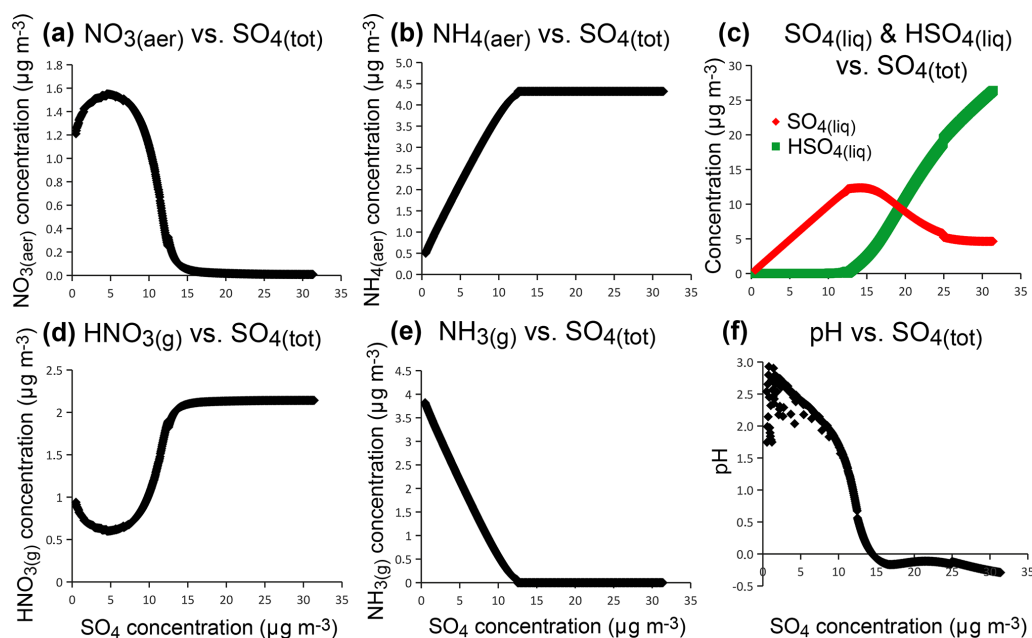 (a) NO3(aer) vs. SO4(tot)
NO3(aer) concentration (µg m-3)
1.8
1.6
1.4
1.2
1.0
0.8
0.6
0.4
0.2
0.0
0 5 10 15 20 25 30 35
(b) NH4(aer) vs. SO4(tot)
NH4(aer) concentration (µg m-3)
5.0
4.5
4.0
3.5
3.0
2.5
2.0
1.5
1.0
0.5
0.0
0 5 10 15 20 25 30 35
(c) SO4(liq) & HSO4(liq)
vs. SO4(tot)
Concentration (µg m-3)
30
25
20
15
10
5
0
SO4(liq)
HSO4(liq)
0 5 10 15 20 25 30 35
(d) HNO3(g) vs. SO4(tot)
HNO3(g) concentration (µg m-3)
3
2
2
1
1
0
0 5 10 15 20 25 30 35
SO4 concentration (µg m-3)
(e) NH3(g) vs. SO4(tot)
NH3(g) concentration (µg m-3)
5
4
4
3
3
2
2
1
1
0
0 5 10 15 20 25 30 35
SO4 concentration (µg m-3)
(f) pH vs. SO4(tot)
pH
3.0
2.5
2.0
1.5
1.0
0.5
0.0
-0.5
0 5 10 15 20 25 30 35
SO4 concentration (µg m-3)